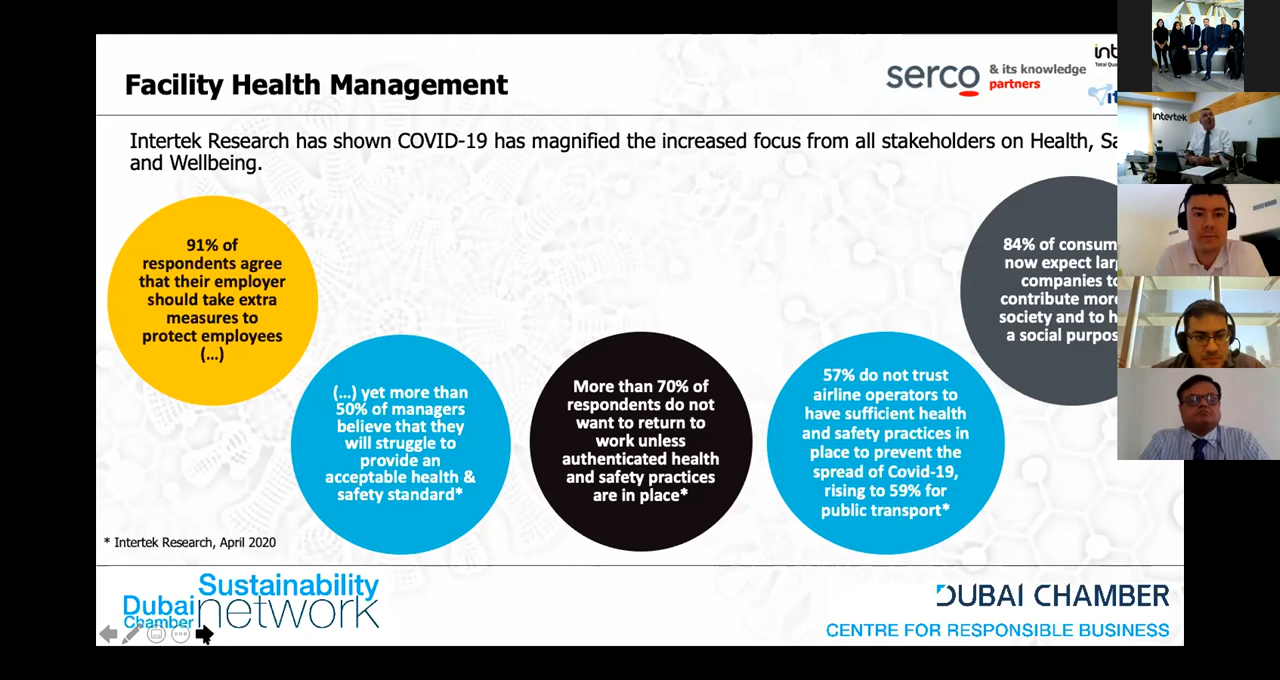 Facility Health Management
serco
& its knowledge
partners
Intertek Research has shown COVID-19 has magnified the increased focus from all stakeholders on Health,
and Wellbeing.
91% of
respondents agree
that their employer
should take extra
measures to
protect employees
(...)
(...) yet more than
50% of managers
believe that they
will struggle to
provide an
acceptable health &
safety standard*
More than 70% of
respondents do not
want to return to
work unless
authenticated health
and safety practices
are in place*
57% do not trust
airline operators to
have sufficient health
and safety practices in
place to prevent the
spread of Covid-19,
rising to 59% for
public transport*
84% of
now expect
companies
contribute more
society and to
a social
* Intertek Research, April 2020
Dubai
Chamber
Sustainability
network
DUBAI CHAMBER
CENTRE FOR RESPONSIBLE BUSINESS
intertek